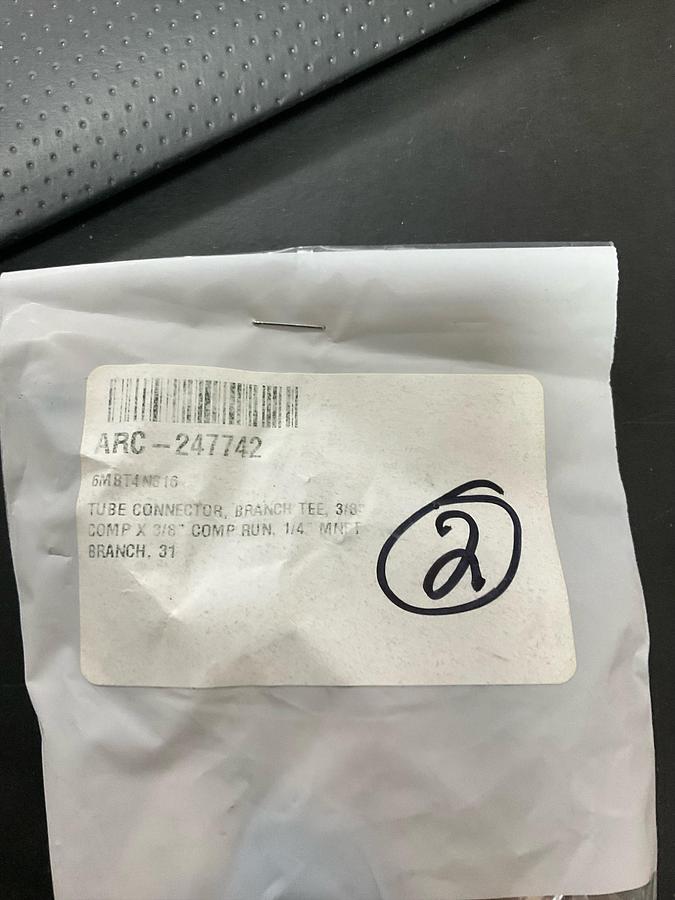 ARC-247742
6MBT4N316
TUBE CONNECTOR, BRANCH TEE, 3/8"
COMP X 3/8" COMP RUN, 1/4" MNPT
BRANCH, 31
2